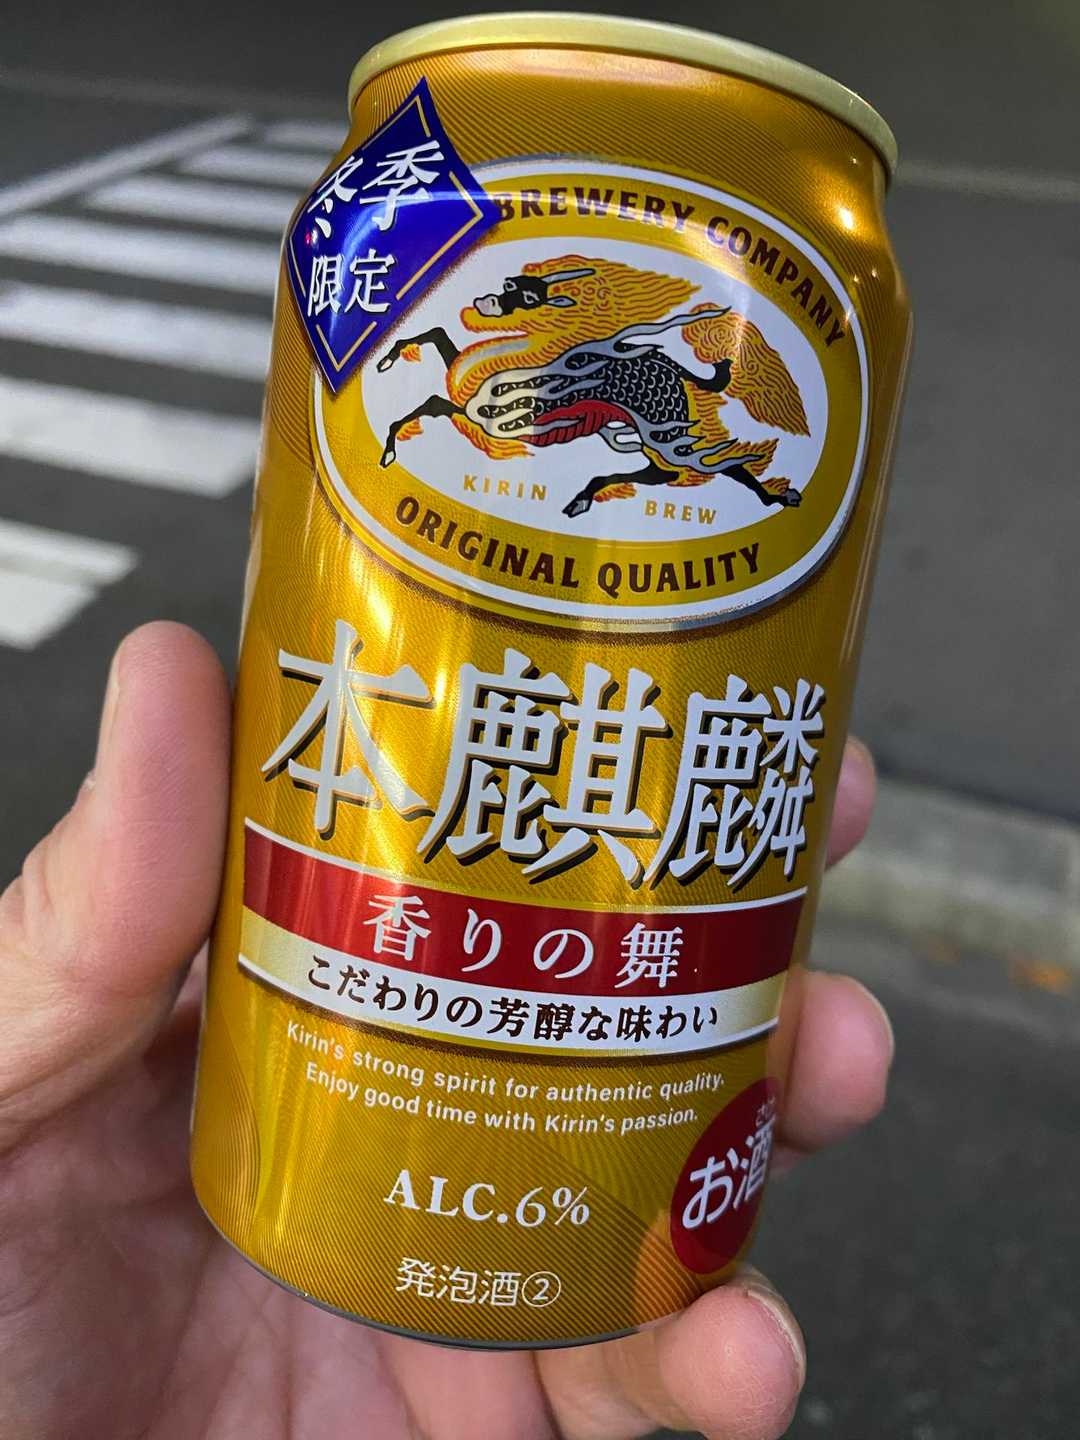 冬季
限定
BREWERY COMPANY
KIRIN BREW
ORIGINAL QUALITY
本麒麟
香りの舞
こだわりの芳醇な味わい
Kirin's strong spirit for authentic quality.
Enjoy good time with Kirin's passion.
お酒
ALC.6%
発泡酒②